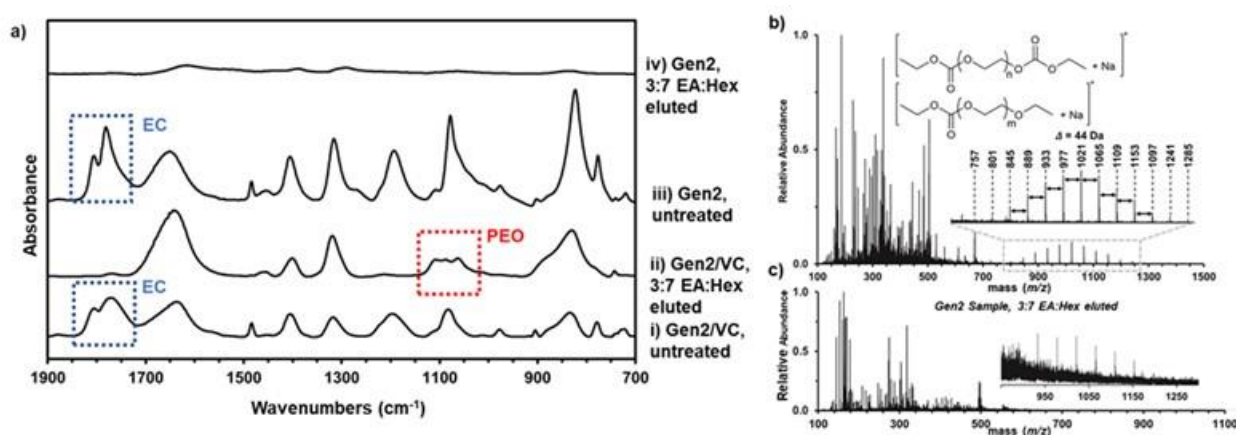 a)
EC
PEO
EC
iv) Gen2,
3:7 EA:Hex
eluted
iii) Gen2,
untreated
ii) Gen2/VC,
3:7 EA:Hex
eluted
i) Gen2/VC,
untreated
Absorbance
1900 1700 1500 1300 1100 900 700
Wavenumbers (cm-1)
b)
Relative Abundance
1.0
0.5
0.0
O O n O O O + Na
O O m O + Na
Δ = 44 Da
757 801 845 889 933 977 1021 1065 1109 1153 1097 1241 1285
100 300 500 700 900 1100 1300 1500
mass (m/z)
c)
Gen2 Sample, 3:7 EA:Hex eluted
Relative Abundance
1.0
0.5
0.0
950 1050 1150 1250
100 300 500 700 900 1100
mass (m/z)